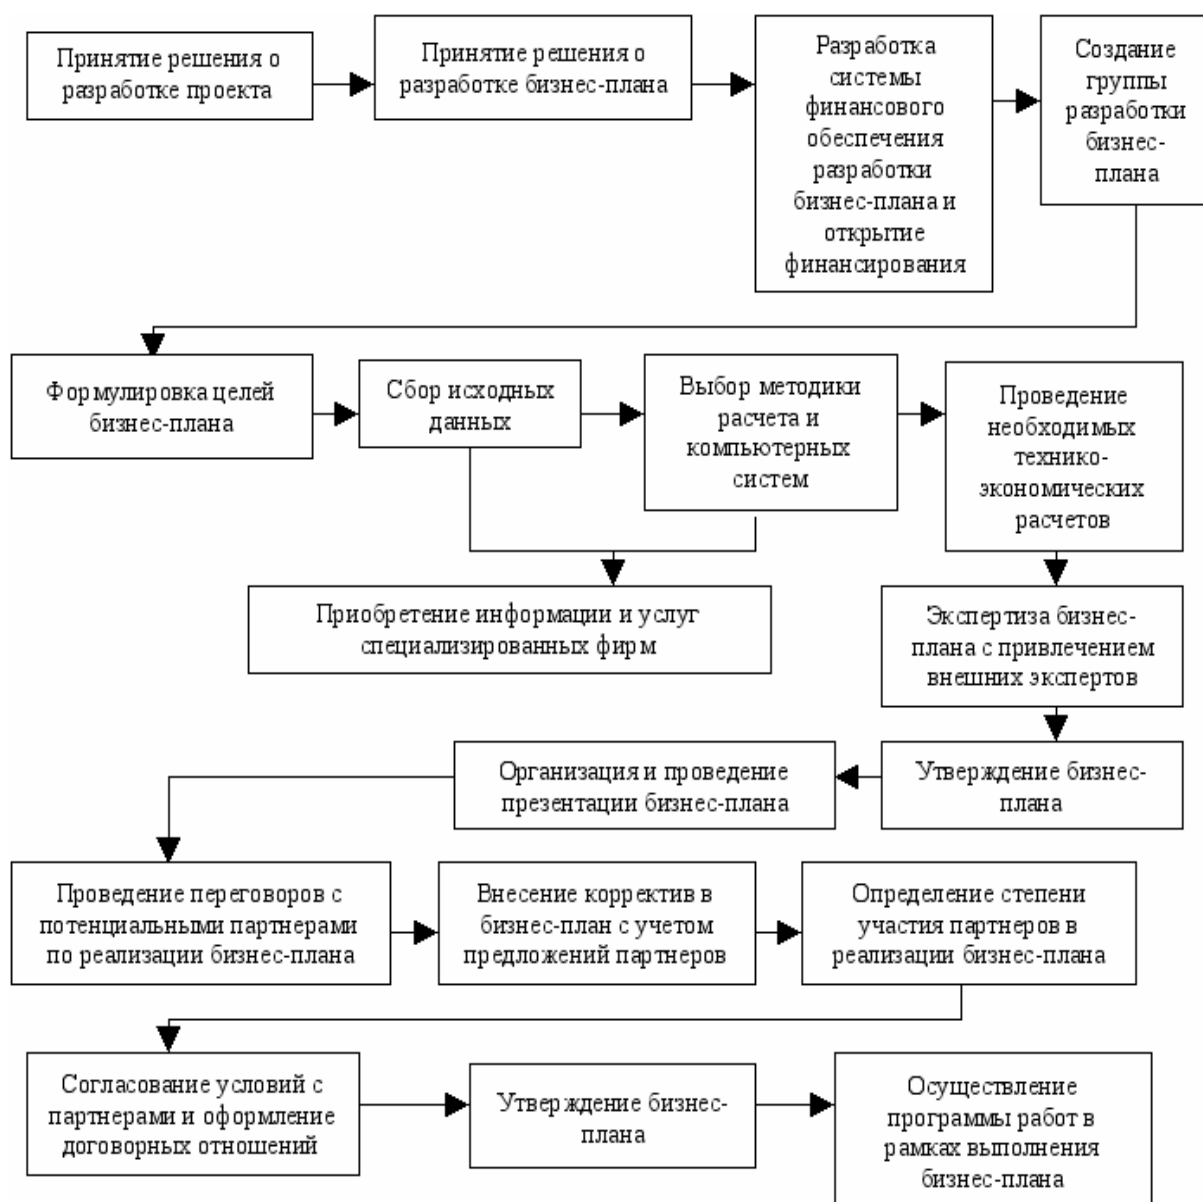 Принятие решения о
разработке проекта
Принятие решения о
разработке бизнес-плана
Разработка
системы
финансового
обеспечения
разработки
бизнес-плана и
открытие
финансирования
Создание
группы
разработки
бизнес-
плана
Формулировка целей
бизнес-плана
Сбор исходных
данных
Выбор методики
расчета и
компьютерных
систем
Проведение
необходимых
технико-
экономических
расчетов
Приобретение информации и услуг
специализированных фирм
Экспертиза бизнес-
плана с привлечением
внешних экспертов
Утверждение бизнес-
плана
Организация и проведение
презентации бизнес-плана
Проведение переговоров с
потенциальными партнерами
по реализации бизнес-плана
Внесение корректив в
бизнес-план с учетом
предложений партнеров
Определение степени
участия партнеров в
реализации бизнес-плана
Согласование условий с
партнерами и оформление
договорных отношений
Утверждение бизнес-
плана
Осуществление
программы работ в
рамках выполнения
бизнес-плана